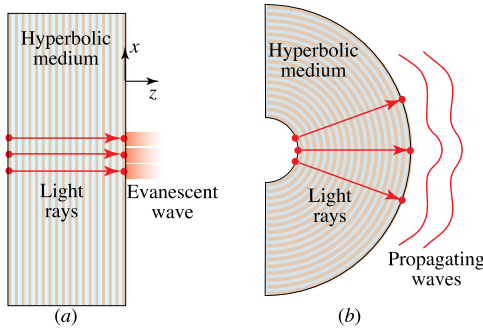 Hyperbolic
medium
x
z
Light
rays
Evanescent
wave
(a)
Hyperbolic
medium
Light
rays
Propagating
waves
(b)